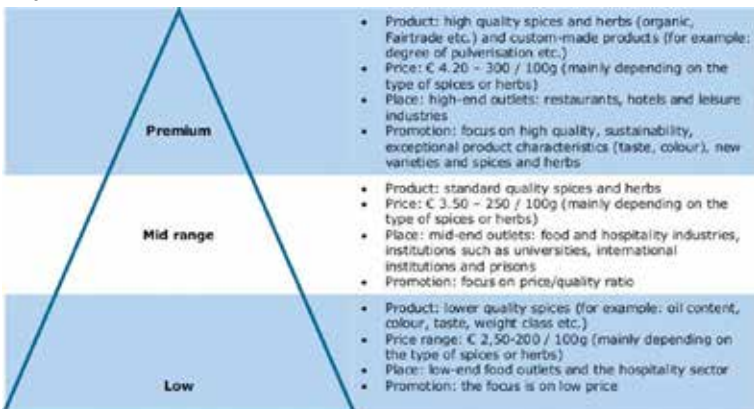 Premium
• Product: high quality spices and herbs (organic,
Fairtrade etc.) and custom-made products (for example:
degree of pulverisation etc.)
• Price: € 4.20 – 300 / 100g (mainly depending on the
type of spices or herbs)
• Place: high-end outlets: restaurants, hotels and leisure
industries
• Promotion: focus on high quality, sustainability,
exceptional product characteristics (taste, colour), new
varieties and spices and herbs
Mid range
• Product: standard quality spices and herbs
• Price: € 3.50 – 250 / 100g (mainly depending on the
type of spices or herbs)
• Place: mid-end outlets: food and hospitality industries,
institutions such as universities, international
institutions and prisons
• Promotion: focus on price/quality ratio
Low
• Product: lower quality spices (for example: oil content,
colour, taste, weight class etc.)
• Price range: € 2,50-200 / 100g (mainly depending on
the type of spices or herbs)
• Place: low-end food outlets and the hospitality sector
• Promotion: the focus is on low price